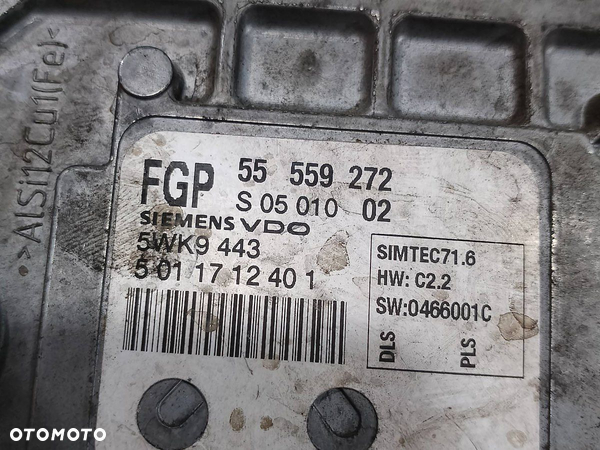 >AlSi12Cu1(Fe)<
FGP 55 559 272
S 05 010 02
SIEMENS VDO
5WK9 443
5 01 17 12 40 1
SIMTEC71.6
HW: C2.2
SW:0466001C
DLS
PLS
OTOMOTO